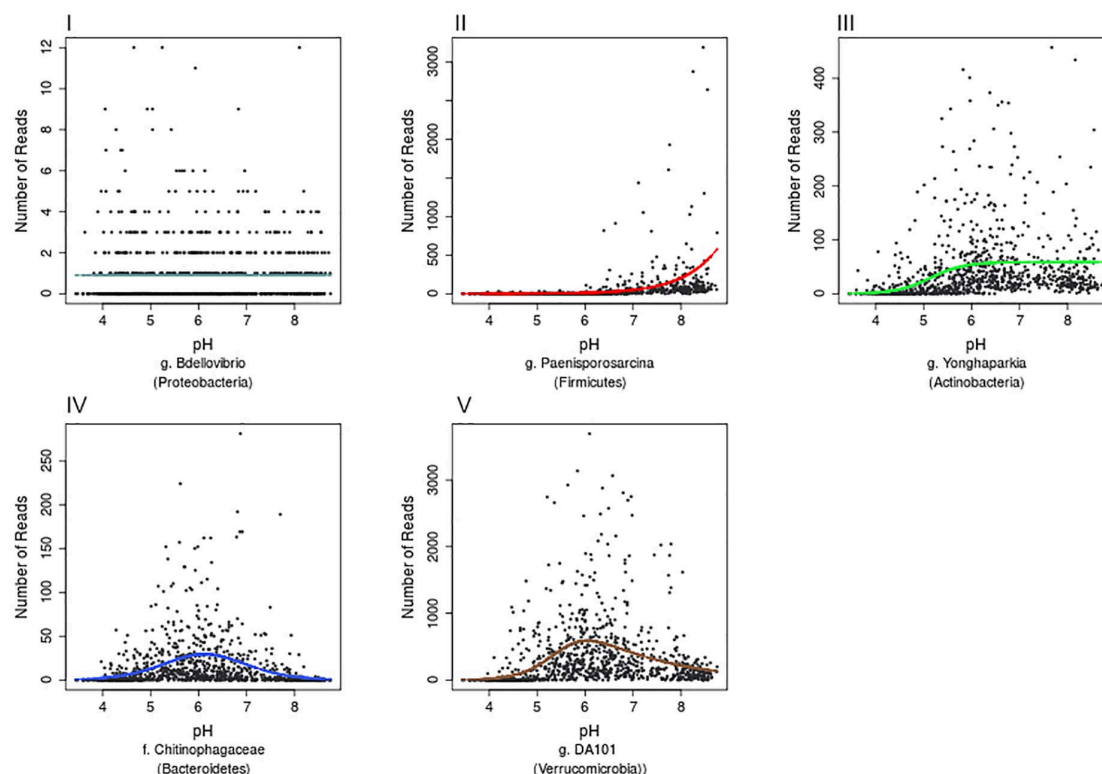 I
II
III
Number of Reads
12
10
8
6
4
2
0
4 5 6 7 8
pH
g. Bdellovibrio
(Proteobacteria)
Number of Reads
3000
2000
1000
500
0
4 5 6 7 8
pH
g. Paenisporosarcina
(Firmicutes)
Number of Reads
400
300
200
100
0
4 5 6 7 8
pH
g. Yonghaparkia
(Actinobacteria)
IV
V
Number of Reads
250
200
150
100
50
0
4 5 6 7 8
pH
f. Chitinophagaceae
(Bacteroidetes)
Number of Reads
3000
2000
1000
0
4 5 6 7 8
pH
g. DA101
(Verrucomicrobia))